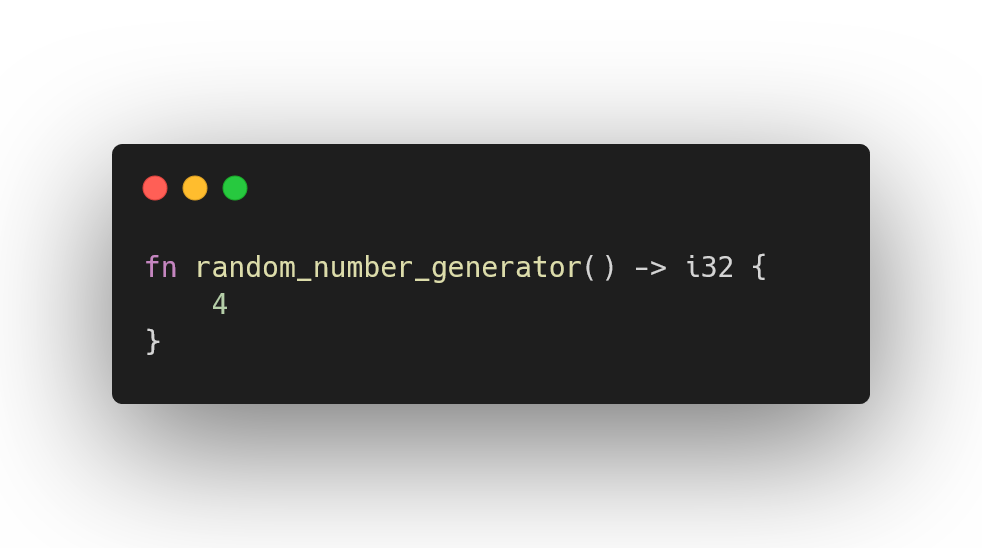 fn random_number_generator() -> i32 {
    4
}